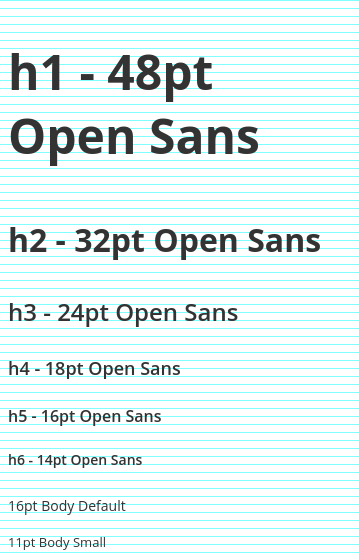 h1 - 48pt
Open Sans
h2 - 32pt Open Sans
h3 - 24pt Open Sans
h4 - 18pt Open Sans
h5 - 16pt Open Sans
h6 - 14pt Open Sans
16pt Body Default
11pt Body Small